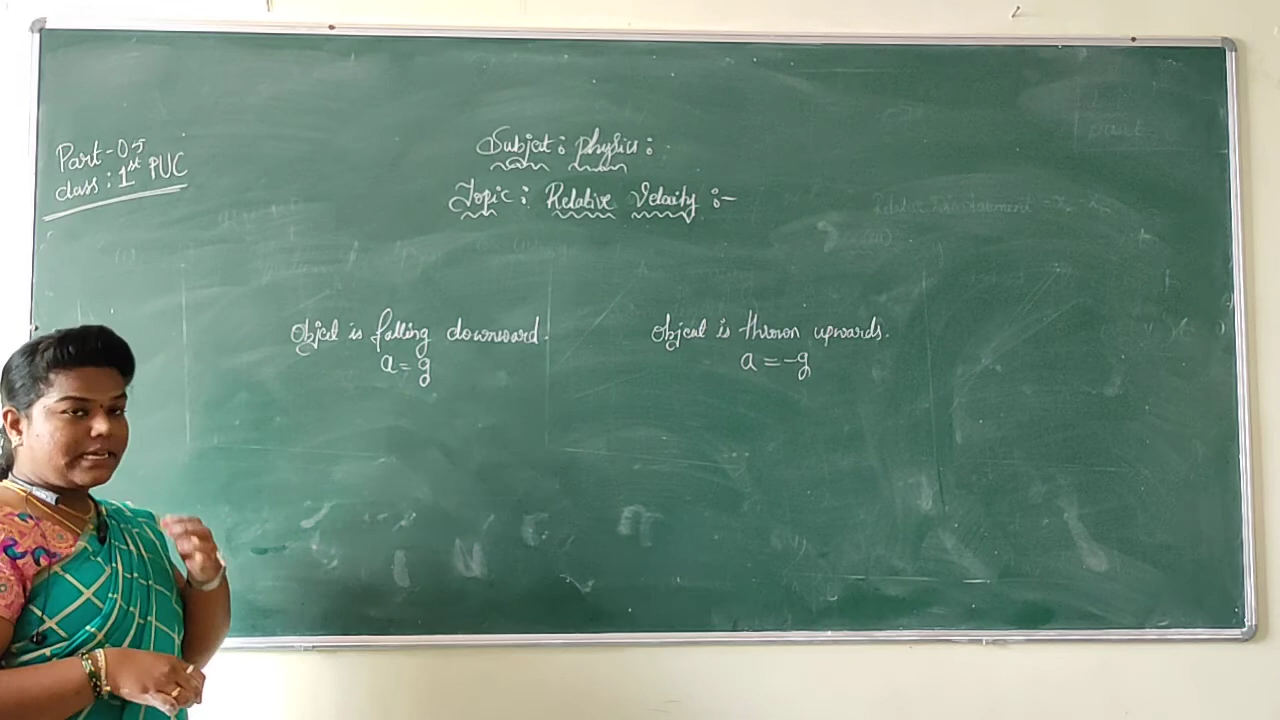 Part-05
class: 1st PUC
Subject: physics:
Topic: Relative Velocity :-
Object is falling downward.
a = g
Object is thrown upwards.
a = -g